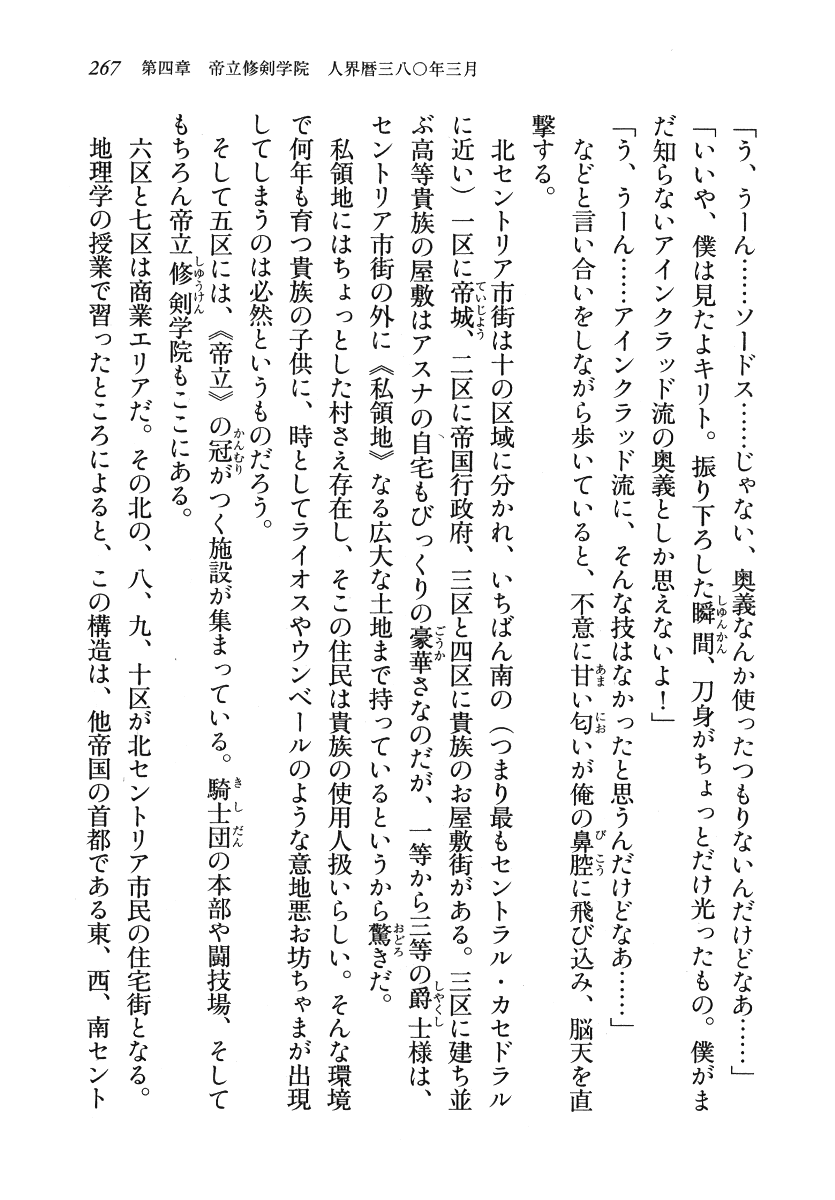 267 第四章 帝立修剣学院 人界暦三八〇年三月
「う、うーん……ソードス……じゃない、奥義なんか使ったつもりないんだけどなあ……」
「いいや、僕は見たよキリト。振り下ろした瞬間、刀身がちょっとだけ光ったもの。僕がま
だ知らないアインクラッド流の奥義としか思えないよ！」
「う、うーん……アインクラッド流に、そんな技はなかったと思うんだけどなあ……」
などと言い合いをしながら歩いていると、不意に甘い匂いが俺の鼻腔に飛び込み、脳天を直
撃する。
北セントリア市街は十の区域に分かれ、いちばん南の（つまり最もセントラル・カセドラル
に近い）一区に帝城、二区に帝国行政府、三区と四区に貴族のお屋敷街がある。三区に建ち並
ぶ高等貴族の屋敷はアスナの自宅もびっくりの豪華さなのだが、一等から三等の爵士様は、
セントリア市街の外に《私領地》なる広大な土地まで持っているというから驚きだ。
私領地にはちょっとした村さえ存在し、そこの住民は貴族の使用人扱いらしい。そんな環境
で何年も育つ貴族の子供に、時としてライオスやウンベールのような意地悪お坊ちゃまが出現
してしまうのは必然というものだろう。
そして五区には、《帝立》の冠がつく施設が集まっている。騎士団の本部や闘技場、そして
もちろん帝立修剣学院もここにある。
六区と七区は商業エリアだ。その北の、八、九、十区が北セントリア市民の住宅街となる。
地理学の授業で習ったところによると、この構造は、他帝国の首都である東、西、南セント